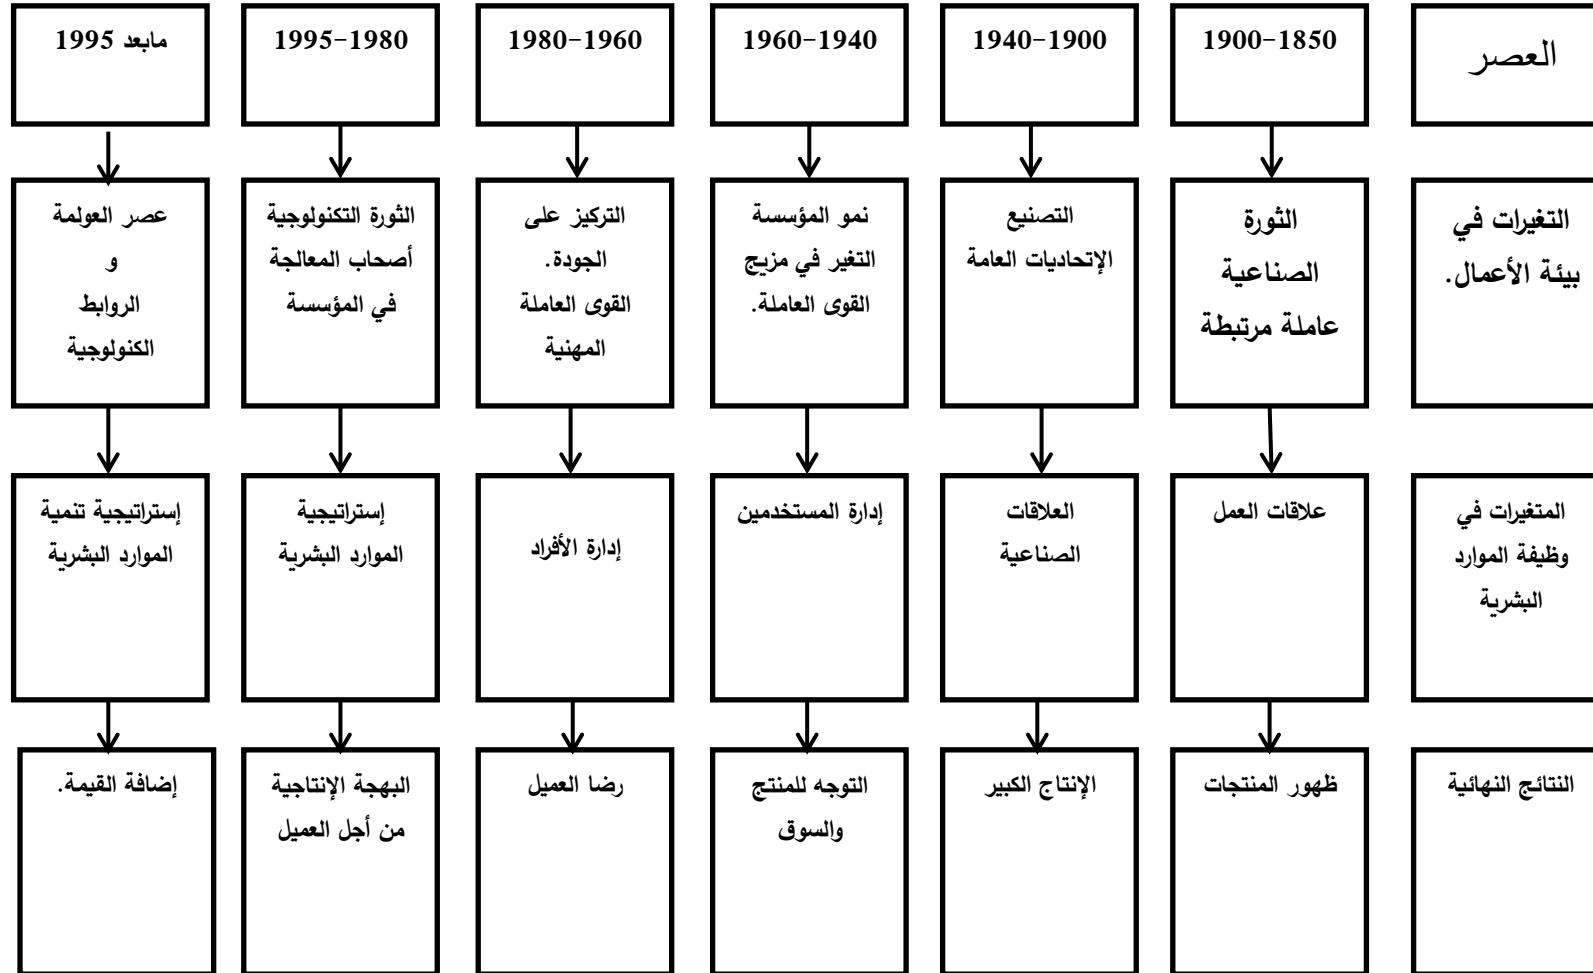 العصر
1900-1850
1940-1900
1960-1940
1980-1960
1995-1980
مابعد 1995
التغيرات في
بيئة الأعمال.
الثورة
الصناعية
عاملة مرتبطة
التصنيع
الإتحاديات العامة
نمو المؤسسة
التغير في مزيج
القوى العاملة.
التركيز على
الجودة.
القوى العاملة
المهنية
الثورة التكنولوجية
أصحاب المعالجة
في المؤسسة
عصر العولمة
و
الروابط
الكنولوجية
المتغيرات في
وظيفة الموارد
البشرية
علاقات العمل
العلاقات
الصناعية
إدارة المستخدمين
إدارة الأفراد
إستراتيجية
الموارد البشرية
إستراتيجية تنمية
الموارد البشرية
النتائج النهائية
ظهور المنتجات
الإنتاج الكبير
التوجه للمنتج
والسوق
رضا العميل
البهجة الإنتاجية
من أجل العميل
إضافة القيمة.